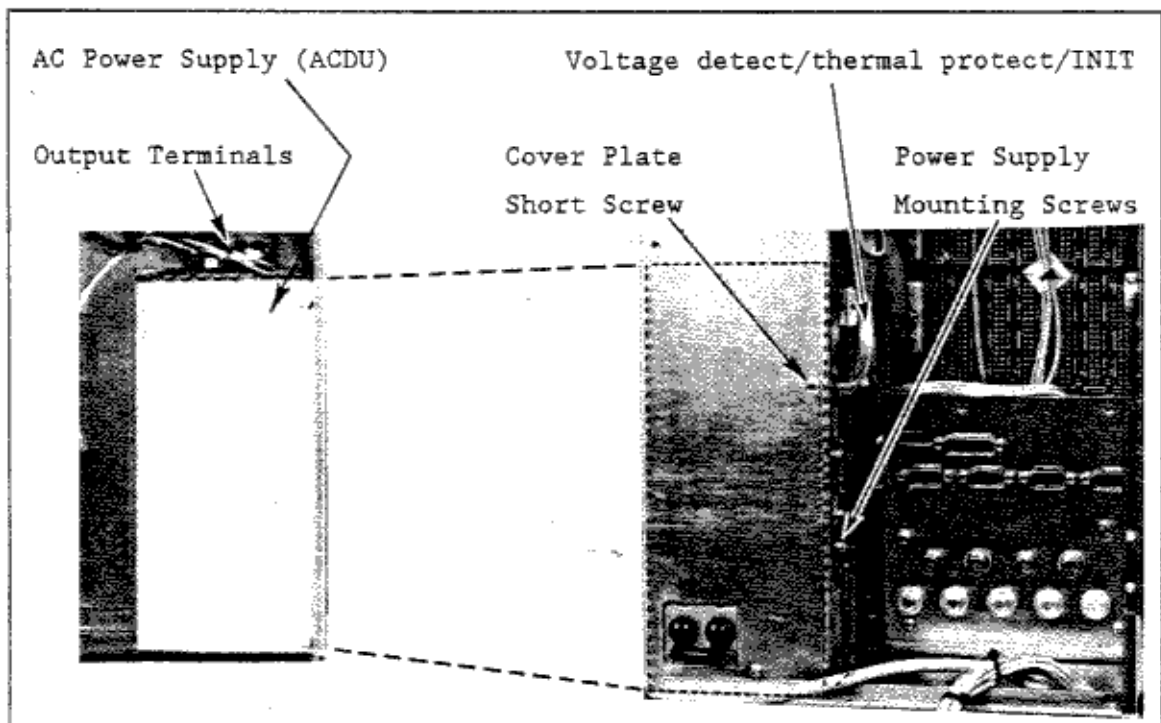 AC Power Supply (ACDU)
Voltage detect/thermal protect/INIT
Output Terminals
Cover Plate
Short Screw
Power Supply
Mounting Screws